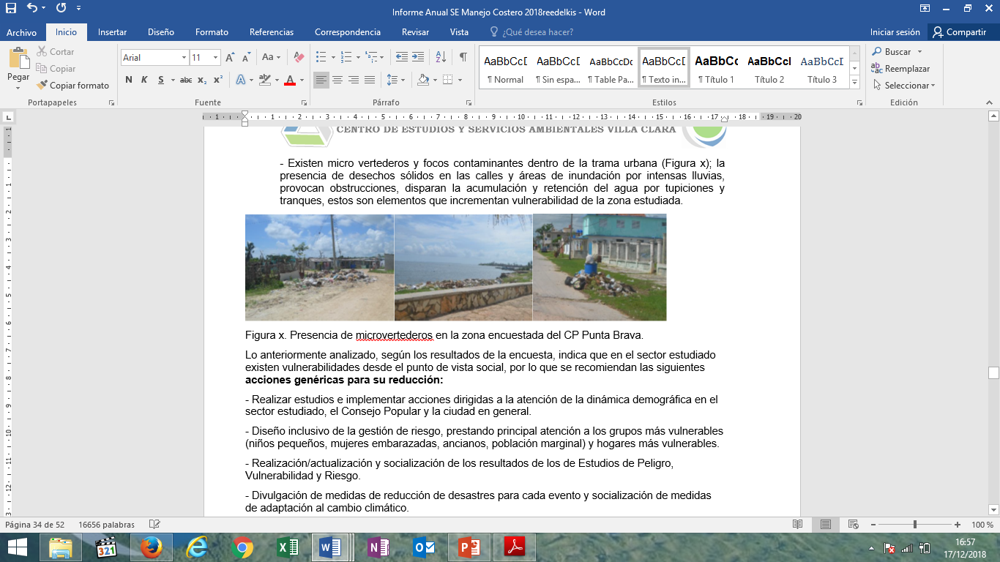 Informe Anual SE Manejo Costero 2018reedelkis - Word
Archivo Inicio Insertar Diseño Formato Referencias Correspondencia Revisar Vista ¿Qué desea hacer? Iniciar sesión Compartir
Pegar
Cortar
Copiar
Copiar formato
Portapapeles
Arial 11
Fuente
Párrafo
AaBbCcD AaBbCcD AaBbCcDc AaBbCcD AaBbCc AaBbCcI AaBbCcD
¶ Normal ¶ Sin espa... ¶ Table Pa... ¶ Texto in... ¶ Título 1 Título 2 Título 3
Estilos
Buscar
Reemplazar
Seleccionar
Edición
CENTRO DE ESTUDIOS Y SERVICIOS AMBIENTALES VILLA CLARA
- Existen micro vertederos y focos contaminantes dentro de la trama urbana (Figura x); la
presencia de desechos sólidos en las calles y áreas de inundación por intensas lluvias,
provocan obstrucciones, disparan la acumulación y retención del agua por tupiciones y
tranques, estos son elementos que incrementan vulnerabilidad de la zona estudiada.
Figura x. Presencia de microvertederos en la zona encuestada del CP Punta Brava.
Lo anteriormente analizado, según los resultados de la encuesta, indica que en el sector estudiado
existen vulnerabilidades desde el punto de vista social, por lo que se recomiendan las siguientes
acciones genéricas para su reducción:
- Realizar estudios e implementar acciones dirigidas a la atención de la dinámica demográfica en el
sector estudiado, el Consejo Popular y la ciudad en general.
- Diseño inclusivo de la gestión de riesgo, prestando principal atención a los grupos más vulnerables
(niños pequeños, mujeres embarazadas, ancianos, población marginal) y hogares más vulnerables.
- Realización/actualización y socialización de los resultados de los de Estudios de Peligro,
Vulnerabilidad y Riesgo.
- Divulgación de medidas de reducción de desastres para cada evento y socialización de medidas
de adaptación al cambio climático.
Página 34 de 52 16656 palabras 100 %
16:57
17/12/2018